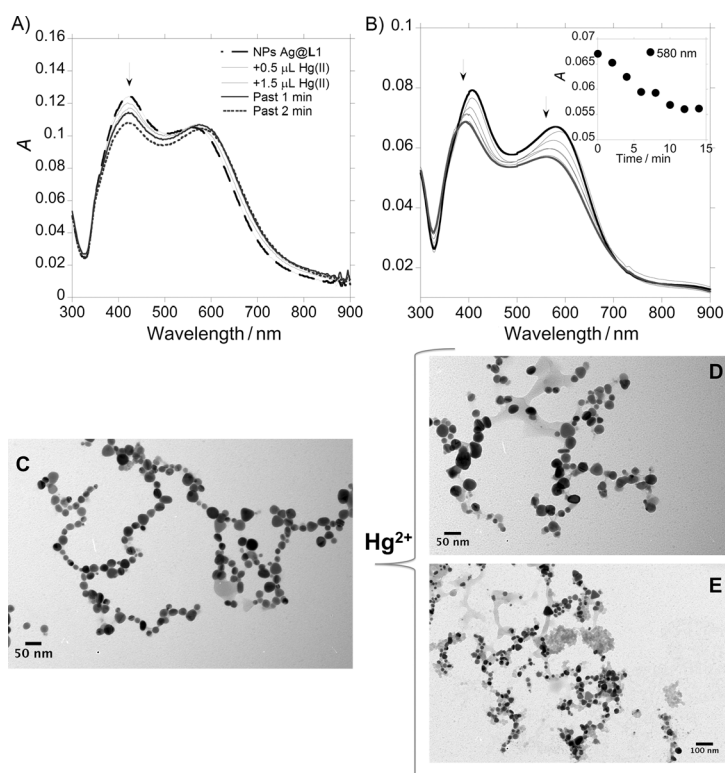 A)
NPs Ag@L1
+0.5 µL Hg(II)
+1.5 µL Hg(II)
Past 1 min
Past 2 min
A
0.16
0.14
0.12
0.10
0.08
0.06
0.04
0.02
0
300 400 500 600 700 800 900
Wavelength / nm
B)
0.1
0.08
0.06
0.04
0.02
300 400 500 600 700 800 900
Wavelength / nm
0.07
0.065
0.06
0.055
0.05
A
580 nm
0 5 10 15
Time / min
C
50 nm
Hg2+
D
50 nm
E
100 nm